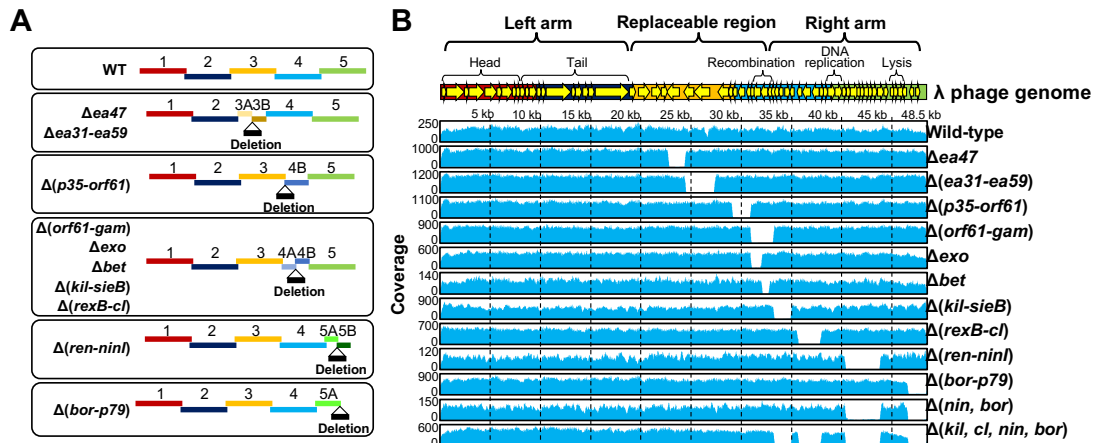 A
WT
1 2 3 4 5
Δea47
Δea31-ea59
1 2 3A3B 4 5
Deletion
Δ(p35-orf61)
1 2 3 4B 5
Deletion
Δ(orf61-gam)
Δexo
Δbet
Δ(kil-sieB)
Δ(rexB-cI)
1 2 3 4A4B 5
Deletion
Δ(ren-ninI)
1 2 3 4 5A5B
Deletion
Δ(bor-p79)
1 2 3 4 5A
Deletion
B
Left arm Replaceable region Right arm
Head Tail Recombination DNA replication Lysis
λ phage genome
5 kb 10 kb 15 kb 20 kb 25 kb 30 kb 35 kb 40 kb 45 kb 48.5 kb
Coverage
250 0 Wild-type
1000 0 Δea47
1200 0 Δ(ea31-ea59)
1100 0 Δ(p35-orf61)
900 0 Δ(orf61-gam)
600 0 Δexo
140 0 Δbet
900 0 Δ(kil-sieB)
700 0 Δ(rexB-cI)
120 0 Δ(ren-ninI)
900 0 Δ(bor-p79)
150 0 Δ(nin, bor)
600 0 Δ(kil, cI, nin, bor)